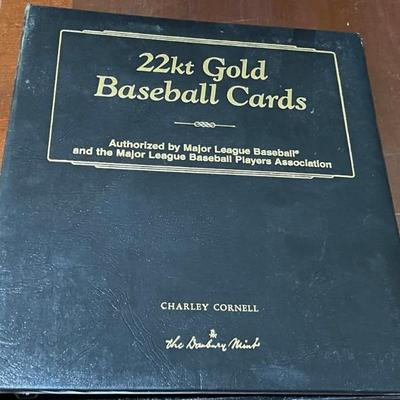 22kt Gold
Baseball Cards
Authorized by Major League Baseball®
and the Major League Baseball Players Association
CHARLEY CORNELL
The Danbury Mint